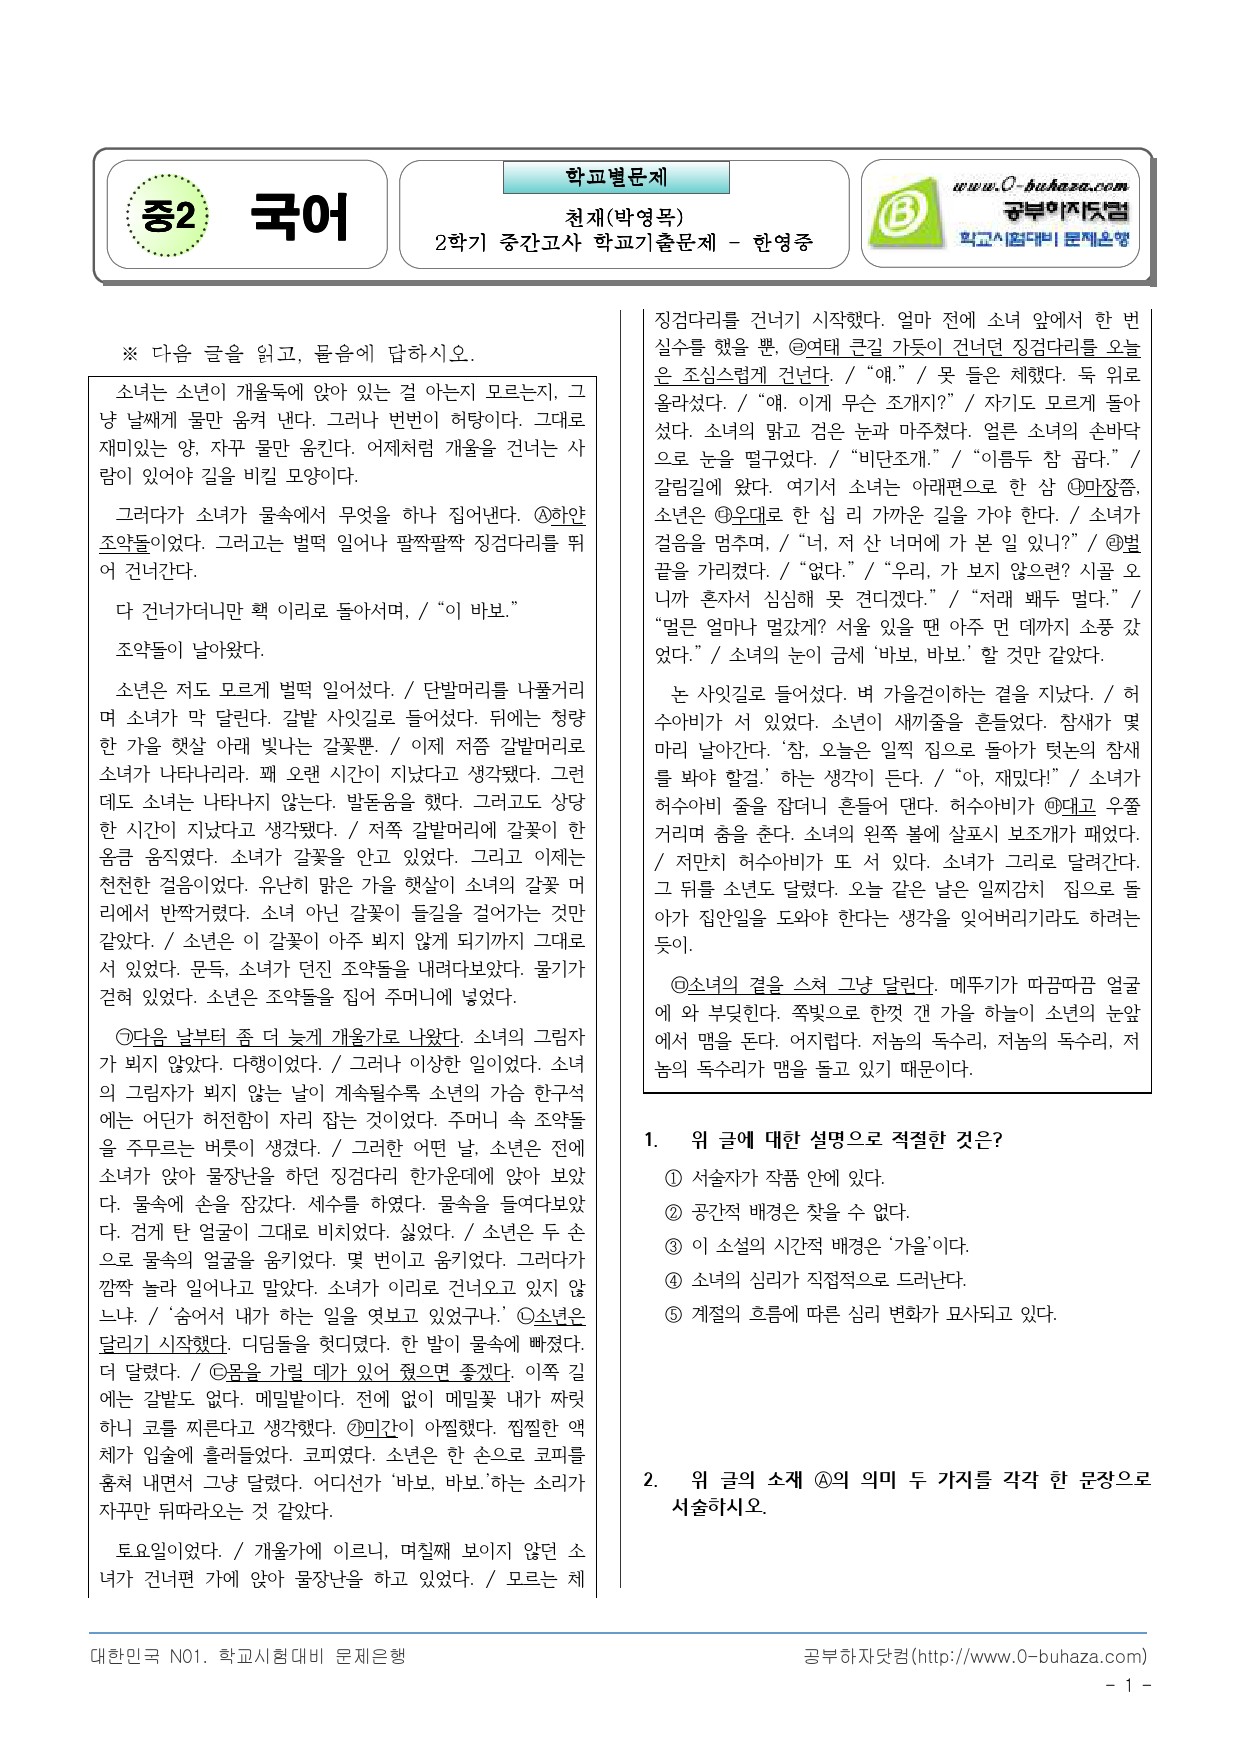 중2 국어
학교별문제
천재(박영목)
2학기 중간고사 학교기출문제 - 한영중
www.O-buhaza.com
공부하자닷컴
학교시험대비 문제은행
※ 다음 글을 읽고, 물음에 답하시오.
소녀는 소년이 개울둑에 앉아 있는 걸 아는지 모르는지, 그
냥 날쌔게 물만 움켜 낸다. 그러나 번번이 허탕이다. 그대로
재미있는 양, 자꾸 물만 움킨다. 어제처럼 개울을 건너는 사
람이 있어야 길을 비킬 모양이다.
그러다가 소녀가 물속에서 무엇을 하나 집어낸다. Ⓐ하얀
조약돌이었다. 그러고는 벌떡 일어나 팔짝팔짝 징검다리를 뛰
어 건너간다.
다 건너가더니만 홱 이리로 돌아서며, / “이 바보.”
조약돌이 날아왔다.
소년은 저도 모르게 벌떡 일어섰다. / 단발머리를 나풀거리
며 소녀가 막 달린다. 갈밭 사잇길로 들어섰다. 뒤에는 청량
한 가을 햇살 아래 빛나는 갈꽃뿐. / 이제 저쯤 갈밭머리로
소녀가 나타나리라. 꽤 오랜 시간이 지났다고 생각됐다. 그런
데도 소녀는 나타나지 않는다. 발돋움을 했다. 그러고도 상당
한 시간이 지났다고 생각됐다. / 저쪽 갈밭머리에 갈꽃이 한
옴큼 움직였다. 소녀가 갈꽃을 안고 있었다. 그리고 이제는
천천한 걸음이었다. 유난히 맑은 가을 햇살이 소녀의 갈꽃 머
리에서 반짝거렸다. 소녀 아닌 갈꽃이 들길을 걸어가는 것만
같았다. / 소년은 이 갈꽃이 아주 뵈지 않게 되기까지 그대로
서 있었다. 문득, 소녀가 던진 조약돌을 내려다보았다. 물기가
걷혀 있었다. 소년은 조약돌을 집어 주머니에 넣었다.
㉠다음 날부터 좀 더 늦게 개울가로 나왔다. 소녀의 그림자
가 뵈지 않았다. 다행이었다. / 그러나 이상한 일이었다. 소녀
의 그림자가 뵈지 않는 날이 계속될수록 소년의 가슴 한구석
에는 어딘가 허전함이 자리 잡는 것이었다. 주머니 속 조약돌
을 주무르는 버릇이 생겼다. / 그러한 어떤 날, 소년은 전에
소녀가 앉아 물장난을 하던 징검다리 한가운데에 앉아 보았
다. 물속에 손을 잠갔다. 세수를 하였다. 물속을 들여다보았
다. 검게 탄 얼굴이 그대로 비치었다. 싫었다. / 소년은 두 손
으로 물속의 얼굴을 움키었다. 몇 번이고 움키었다. 그러다가
깜짝 놀라 일어나고 말았다. 소녀가 이리로 건너오고 있지 않
느냐. / ‘숨어서 내가 하는 일을 엿보고 있었구나.’ ㉡소년은
달리기 시작했다. 디딤돌을 헛디뎠다. 한 발이 물속에 빠졌다.
더 달렸다. / ㉢몸을 가릴 데가 있어 줬으면 좋겠다. 이쪽 길
에는 갈밭도 없다. 메밀밭이다. 전에 없이 메밀꽃 내가 짜릿
하니 코를 찌른다고 생각했다. ㉮미간이 아찔했다. 찝찔한 액
체가 입술에 흘러들었다. 코피였다. 소년은 한 손으로 코피를
훔쳐 내면서 그냥 달렸다. 어디선가 ‘바보, 바보.’하는 소리가
자꾸만 뒤따라오는 것 같았다.
토요일이었다. / 개울가에 이르니, 며칠째 보이지 않던 소
녀가 건너편 가에 앉아 물장난을 하고 있었다. / 모르는 체
징검다리를 건너기 시작했다. 얼마 전에 소녀 앞에서 한 번
실수를 했을 뿐, ㉣여태 큰길 가듯이 건너던 징검다리를 오늘
은 조심스럽게 건넌다. / “얘.” / 못 들은 체했다. 둑 위로
올라섰다. / “얘. 이게 무슨 조개지?” / 자기도 모르게 돌아
섰다. 소녀의 맑고 검은 눈과 마주쳤다. 얼른 소녀의 손바닥
으로 눈을 떨구었다. / “비단조개.” / “이름두 참 곱다.” /
갈림길에 왔다. 여기서 소녀는 아래편으로 한 삼 ㉯마장쯤,
소년은 ㉰우대로 한 십 리 가까운 길을 가야 한다. / 소녀가
걸음을 멈추며, / “너, 저 산 너머에 가 본 일 있니?” / ㉱벌
끝을 가리켰다. / “없다.” / “우리, 가 보지 않으련? 시골 오
니까 혼자서 심심해 못 견디겠다.” / “저래 봬두 멀다.” /
“멀믄 얼마나 멀갔게? 서울 있을 땐 아주 먼 데까지 소풍 갔
었다.” / 소녀의 눈이 금세 ‘바보, 바보.’ 할 것만 같았다.
논 사잇길로 들어섰다. 벼 가을걷이하는 곁을 지났다. / 허
수아비가 서 있었다. 소년이 새끼줄을 흔들었다. 참새가 몇
마리 날아간다. ‘참, 오늘은 일찍 집으로 돌아가 텃논의 참새
를 봐야 할걸.’ 하는 생각이 든다. / “아, 재밌다!” / 소녀가
허수아비 줄을 잡더니 흔들어 댄다. 허수아비가 ㉲대고 우쭐
거리며 춤을 춘다. 소녀의 왼쪽 볼에 살포시 보조개가 패었다.
/ 저만치 허수아비가 또 서 있다. 소녀가 그리로 달려간다.
그 뒤를 소년도 달렸다. 오늘 같은 날은 일찌감치 집으로 돌
아가 집안일을 도와야 한다는 생각을 잊어버리기라도 하려는
듯이.
㉤소녀의 곁을 스쳐 그냥 달린다. 메뚜기가 따끔따끔 얼굴
에 와 부딪힌다. 쪽빛으로 한껏 갠 가을 하늘이 소년의 눈앞
에서 맴을 돈다. 어지럽다. 저놈의 독수리, 저놈의 독수리, 저
놈의 독수리가 맴을 돌고 있기 때문이다.
1. 위 글에 대한 설명으로 적절한 것은?
① 서술자가 작품 안에 있다.
② 공간적 배경은 찾을 수 없다.
③ 이 소설의 시간적 배경은 ‘가을’이다.
④ 소녀의 심리가 직접적으로 드러난다.
⑤ 계절의 흐름에 따른 심리 변화가 묘사되고 있다.
2. 위 글의 소재 Ⓐ의 의미 두 가지를 각각 한 문장으로
서술하시오.
대한민국 N01. 학교시험대비 문제은행
공부하자닷컴(http://www.0-buhaza.com)
- 1 -